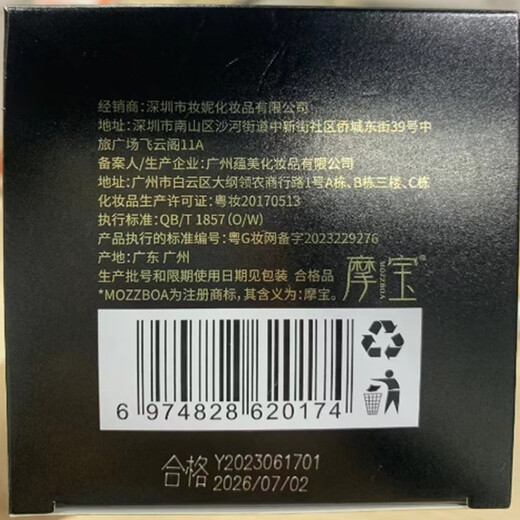 经销商:深圳市妆妮化妆品有限公司
地址:深圳市南山区沙河街道中新街社区侨城东街39号中
旅广场飞云阁11A
备案人/生产企业:广州蕴美化妆品有限公司
地址:广州市白云区大纲领农商行路1号A栋、B栋三楼、C栋
化妆品生产许可证:粤妆20170513
执行标准:QB/T 1857(O/W)
产品执行的标准编号:粤G妆网备字2023229276
产地:广东 广州
生产批号和限期使用日期见包装 合格品
*MOZZBOA为注册商标,其含义为:摩宝。
摩宝®
MOZZBOA
6 974828 620174
合格 Y2023061701
2026/07/02